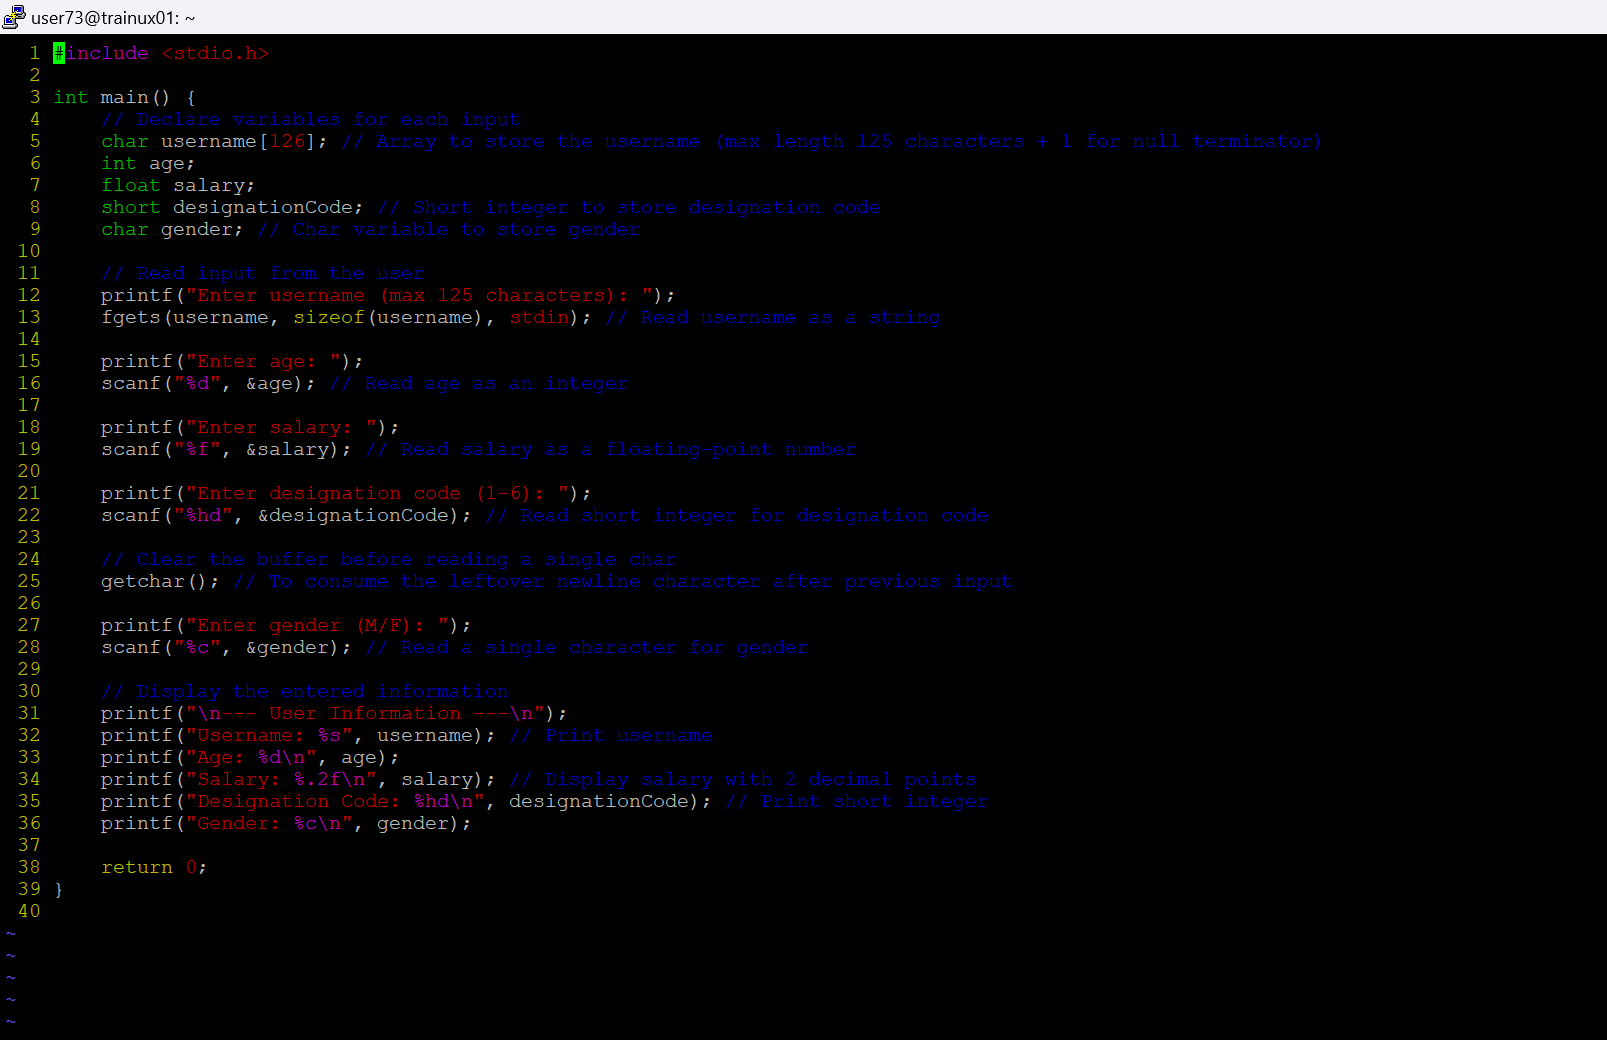 user73@trainux01: ~
1 #include <stdio.h>
2
3 int main() {
4     // Declare variables for each input
5     char username[126]; // Array to store the username (max length 125 characters + 1 for null terminator)
6     int age;
7     float salary;
8     short designationCode; // Short integer to store designation code
9     char gender; // Char variable to store gender
10
11     // Read input from the user
12     printf("Enter username (max 125 characters): ");
13     fgets(username, sizeof(username), stdin); // Read username as a string
14
15     printf("Enter age: ");
16     scanf("%d", &age); // Read age as an integer
17
18     printf("Enter salary: ");
19     scanf("%f", &salary); // Read salary as a floating-point number
20
21     printf("Enter designation code (1-6): ");
22     scanf("%hd", &designationCode); // Read short integer for designation code
23
24     // Clear the buffer before reading a single char
25     getchar(); // To consume the leftover newline character after previous input
26
27     printf("Enter gender (M/F): ");
28     scanf("%c", &gender); // Read a single character for gender
29
30     // Display the entered information
31     printf("\n--- User Information ---\n");
32     printf("Username: %s", username); // Print username
33     printf("Age: %d\n", age);
34     printf("Salary: %.2f\n", salary); // Display salary with 2 decimal points
35     printf("Designation Code: %hd\n", designationCode); // Print short integer
36     printf("Gender: %c\n", gender);
37
38     return 0;
39 }
40
~
~
~
~
~